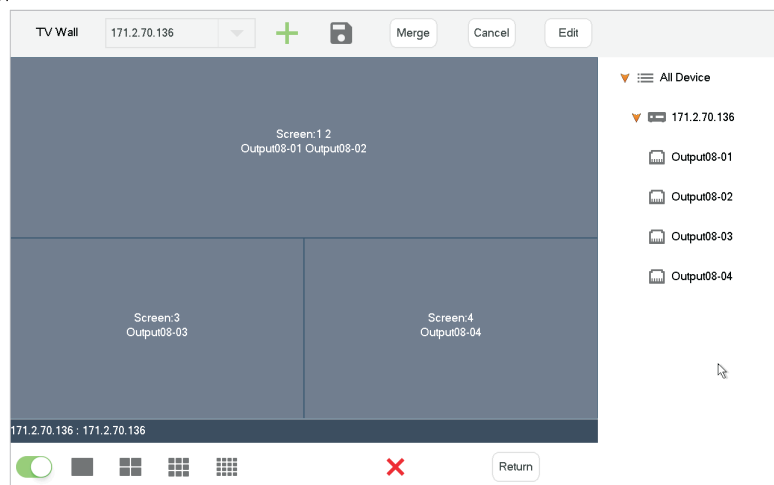 TV Wall
171.2.70.136
Merge
Cancel
Edit
Screen:1 2
Output08-01 Output08-02
Screen:3
Output08-03
Screen:4
Output08-04
171.2.70.136 : 171.2.70.136
Return
All Device
171.2.70.136
Output08-01
Output08-02
Output08-03
Output08-04